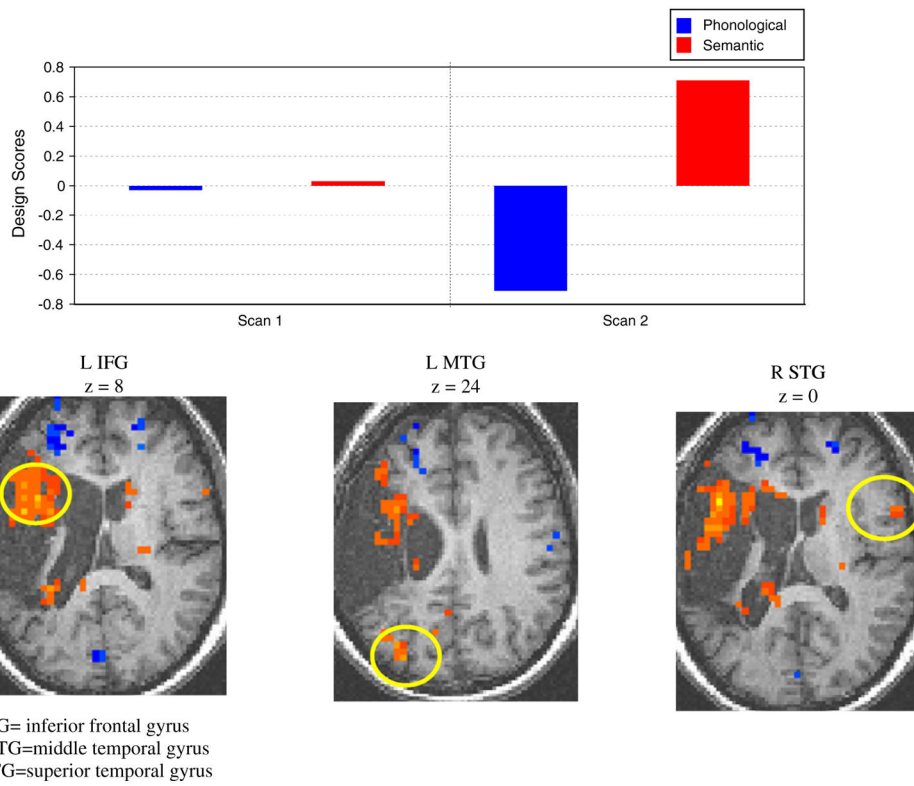 Phonological
Semantic
0.8
0.6
0.4
0.2
0
-0.2
-0.4
-0.6
-0.8
Design Scores
Scan 1
Scan 2
L IFG
z = 8
L MTG
z = 24
R STG
z = 0
G= inferior frontal gyrus
TG=middle temporal gyrus
G=superior temporal gyrus